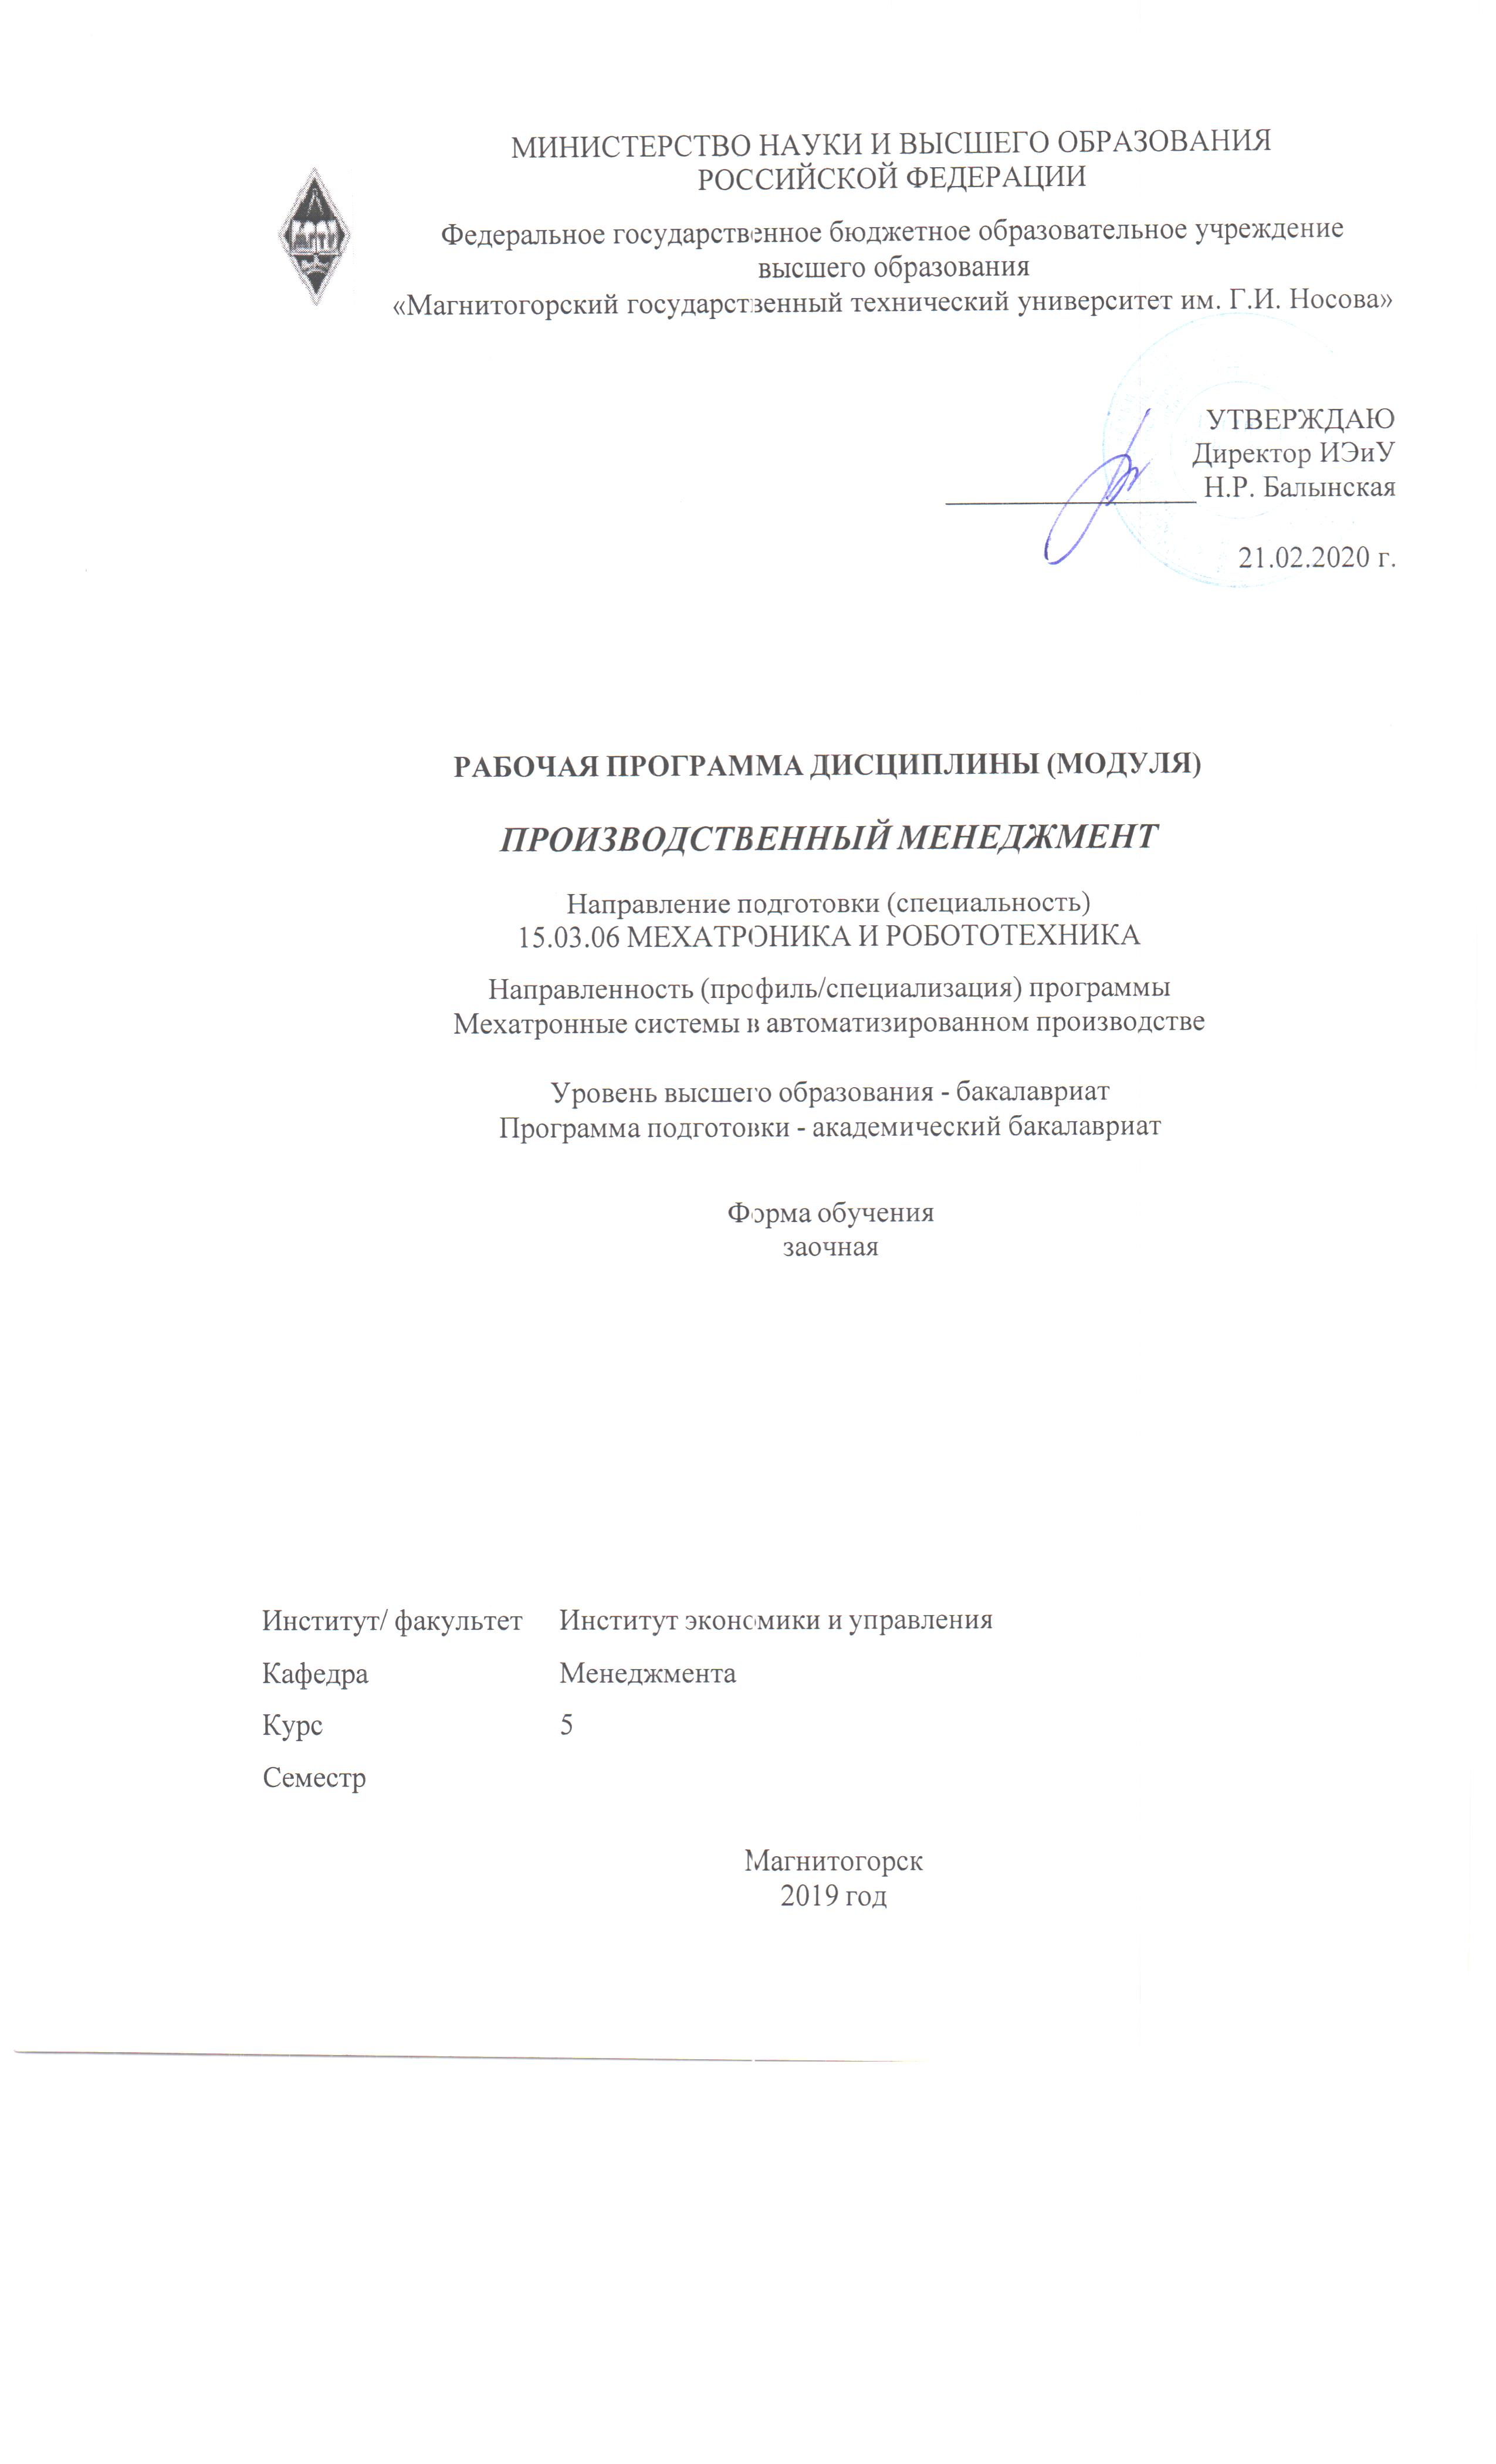 МИНИСТЕРСТВО НАУКИ И ВЫСШЕГО ОБРАЗОВАНИЯ
РОССИЙСКОЙ ФЕДЕРАЦИИ
МГТУ
Федеральное государственное бюджетное образовательное учреждение
высшего образования
«Магнитогорский государственный технический университет им. Г.И. Носова»
УТВЕРЖДАЮ
Директор ИЭиУ
Н.Р. Балынская
21.02.2020 г.
РАБОЧАЯ ПРОГРАММА ДИСЦИПЛИНЫ (МОДУЛЯ)
ПРОИЗВОДСТВЕННЫЙ МЕНЕДЖМЕНТ
Направление подготовки (специальность)
15.03.06 МЕХАТРОНИКА И РОБОТОТЕХНИКА
Направленность (профиль/специализация) программы
Мехатронные системы в автоматизированном производстве
Уровень высшего образования - бакалавриат
Программа подготовки - академический бакалавриат
Форма обучения
заочная
Институт/ факультет Институт экономики и управления
Кафедра Менеджмента
Курс 5
Семестр
Магнитогорск
2019 год